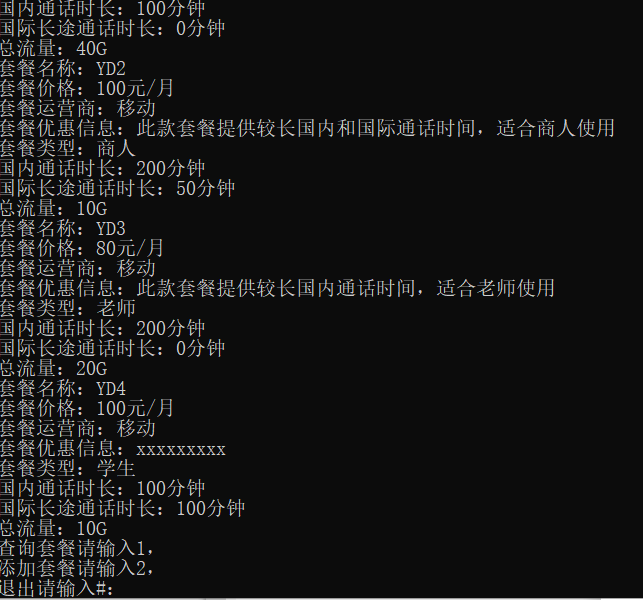 国内通话时长：100分钟
国际长途通话时长：0分钟
总流量：40G
套餐名称：YD2
套餐价格：100元/月
套餐运营商：移动
套餐优惠信息：此款套餐提供较长国内和国际通话时间，适合商人使用
套餐类型：商人
国内通话时长：200分钟
国际长途通话时长：50分钟
总流量：10G
套餐名称：YD3
套餐价格：80元/月
套餐运营商：移动
套餐优惠信息：此款套餐提供较长国内通话时间，适合老师使用
套餐类型：老师
国内通话时长：200分钟
国际长途通话时长：0分钟
总流量：20G
套餐名称：YD4
套餐价格：100元/月
套餐运营商：移动
套餐优惠信息：xxxxxxxxx
套餐类型：学生
国内通话时长：100分钟
国际长途通话时长：100分钟
总流量：10G
查询套餐请输入1，
添加套餐请输入2，
退出请输入#：